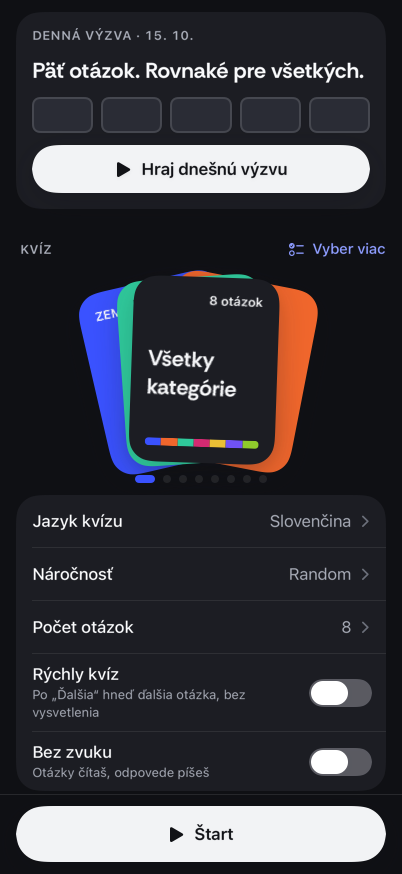 DENNÁ VÝZVA · 15. 10.
Päť otázok. Rovnaké pre všetkých.
Hraj dnešnú výzvu
KVÍZ
Vyber viac
8 otázok
Všetky
kategórie
Jazyk kvízu
Slovenčina
Náročnosť
Random
Počet otázok
8
Rýchly kvíz
Po „Ďalšia“ hneď ďalšia otázka, bez
vysvetlenia
Bez zvuku
Otázky čítaš, odpovede píšeš
Štart